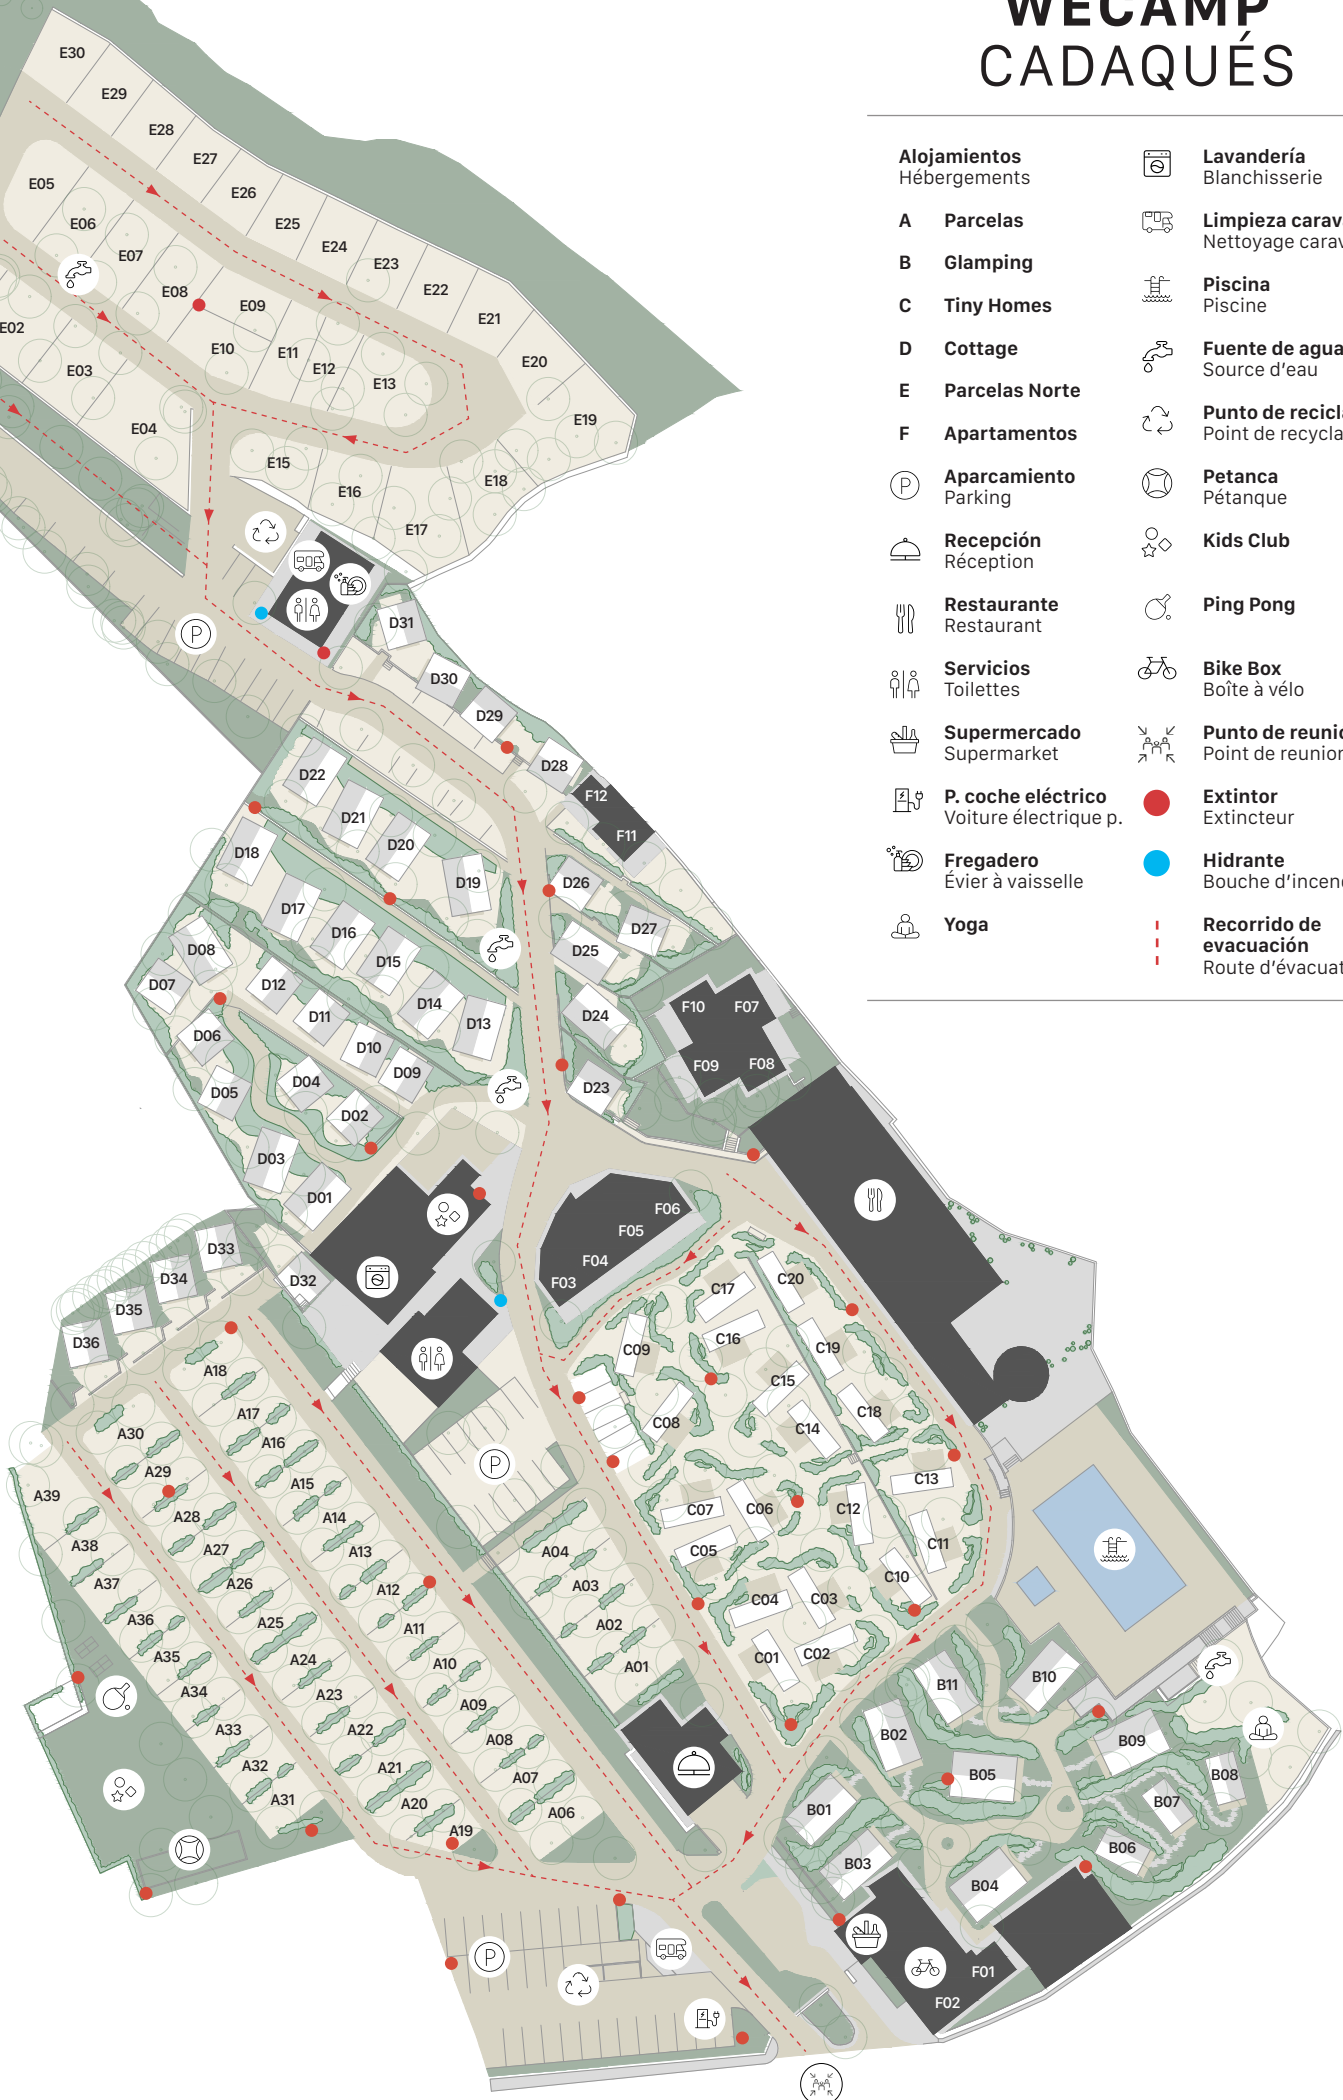 WECAMP
CADAQUÉS
Alojamientos
Hébergements
A Parcelas
B Glamping
C Tiny Homes
D Cottage
E Parcelas Norte
F Apartamentos
P Aparcamiento
Parking
Recepción
Réception
Restaurante
Restaurant
Servicios
Toilettes
Supermercado
Supermarket
P. coche eléctrico
Voiture électrique p.
Fregadero
Évier à vaisselle
Yoga
Lavandería
Blanchisserie
Limpieza carav
Nettoyage carav
Piscina
Piscine
Fuente de agua
Source d'eau
Punto de recicl
Point de recycla
Petanca
Pétanque
Kids Club
Ping Pong
Bike Box
Boîte à vélo
Punto de reunio
Point de reunion
Extintor
Extincteur
Hidrante
Bouche d'incen
Recorrido de
evacuación
Route d'évacuat
E30
E29
E28
E27
E26
E25
E24
E23
E22
E21
E20
E19
E18
E17
E16
E15
E05
E06
E07
E08
E09
E10
E11
E12
E13
E02
E03
E04
P
D31
D30
D29
D28
F12
F11
D22
D21
D20
D19
D18
D17
D16
D15
D14
D13
D26
D27
D25
D24
D23
F10
F07
F09
F08
D08
D07
D12
D11
D10
D09
D06
D05
D04
D02
D03
D01
D33
D34
D35
D36
D32
F06
F05
F04
F03
C17
C20
C16
C19
C09
C15
C18
C08
C14
C13
C07
C06
C12
C05
C11
C10
C04
C03
C01
C02
A18
A17
A16
A15
A14
A13
A12
A11
A10
A09
A08
A07
A06
A30
A29
A28
A27
A26
A25
A24
A23
A22
A21
A20
A19
A39
A38
A37
A36
A35
A34
A33
A32
A31
P
A04
A03
A02
A01
B10
B11
B02
B09
B05
B08
B07
B01
B06
B03
B04
F01
F02
P